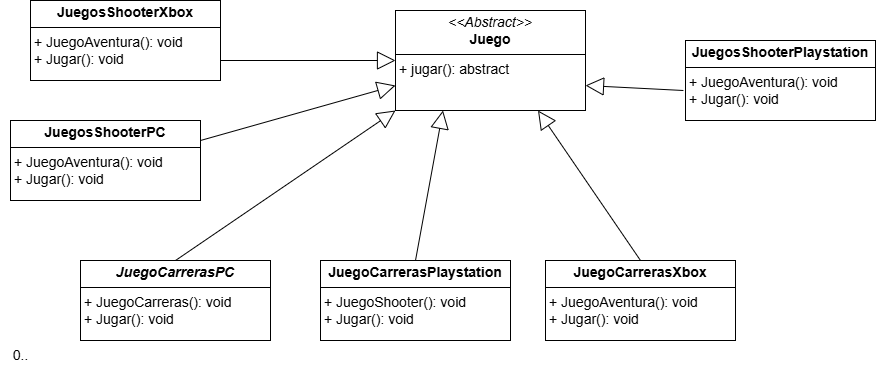 JuegosShooterXbox
+ JuegoAventura(): void
+ Jugar(): void
<<Abstract>>
Juego
+ jugar(): abstract
JuegosShooterPlaystation
+ JuegoAventura(): void
+ Jugar(): void
JuegosShooterPC
+ JuegoAventura(): void
+ Jugar(): void
JuegoCarrerasPC
+ JuegoCarreras(): void
+ Jugar(): void
JuegoCarrerasPlaystation
+ JuegoShooter(): void
+ Jugar(): void
JuegoCarrerasXbox
+ JuegoAventura(): void
+ Jugar(): void
0..